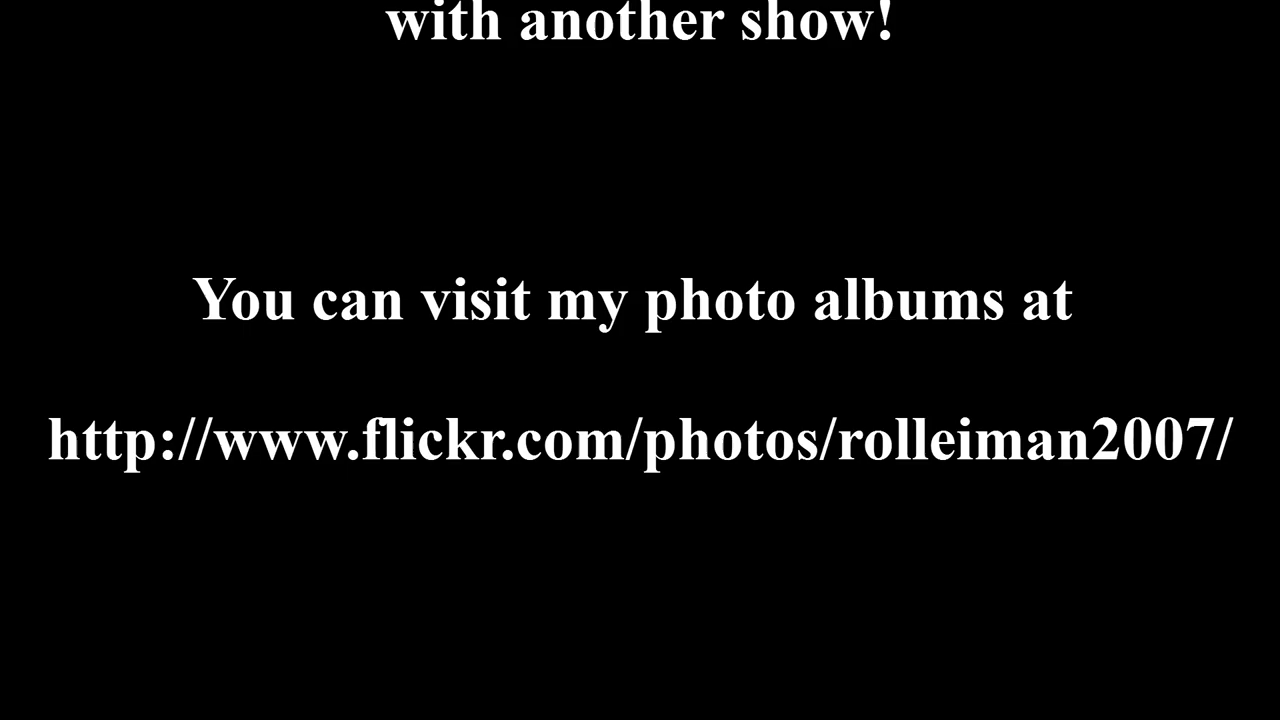 with another show!
You can visit my photo albums at
http://www.flickr.com/photos/rolleiman2007/